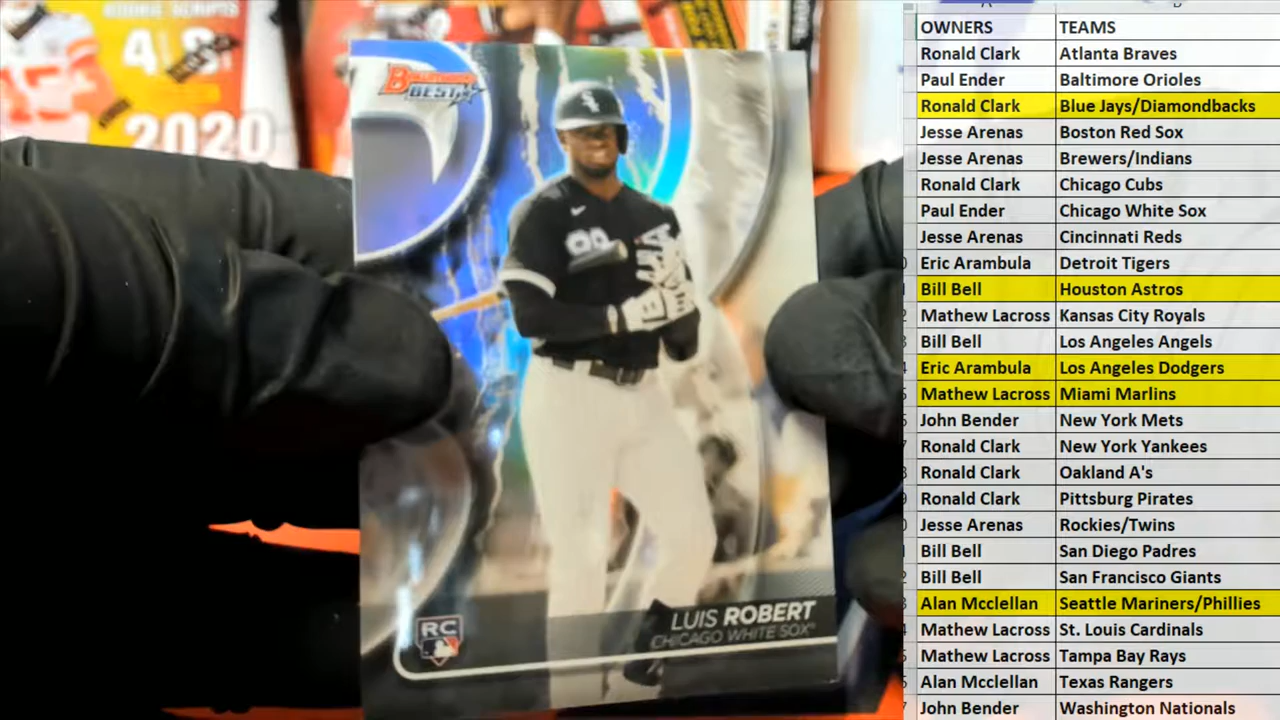 ROOKIE SCRIPTS
2020
Bowman's
BEST
LUIS ROBERT
CHICAGO WHITE SOX
RC
OWNERS TEAMS
Ronald Clark Atlanta Braves
Paul Ender Baltimore Orioles
Ronald Clark Blue Jays/Diamondbacks
Jesse Arenas Boston Red Sox
Jesse Arenas Brewers/Indians
Ronald Clark Chicago Cubs
Paul Ender Chicago White Sox
Jesse Arenas Cincinnati Reds
Eric Arambula Detroit Tigers
Bill Bell Houston Astros
Mathew Lacross Kansas City Royals
Bill Bell Los Angeles Angels
Eric Arambula Los Angeles Dodgers
Mathew Lacross Miami Marlins
John Bender New York Mets
Ronald Clark New York Yankees
Ronald Clark Oakland A's
Ronald Clark Pittsburg Pirates
Jesse Arenas Rockies/Twins
Bill Bell San Diego Padres
Bill Bell San Francisco Giants
Alan Mcclellan Seattle Mariners/Phillies
Mathew Lacross St. Louis Cardinals
Mathew Lacross Tampa Bay Rays
Alan Mcclellan Texas Rangers
John Bender Washington Nationals